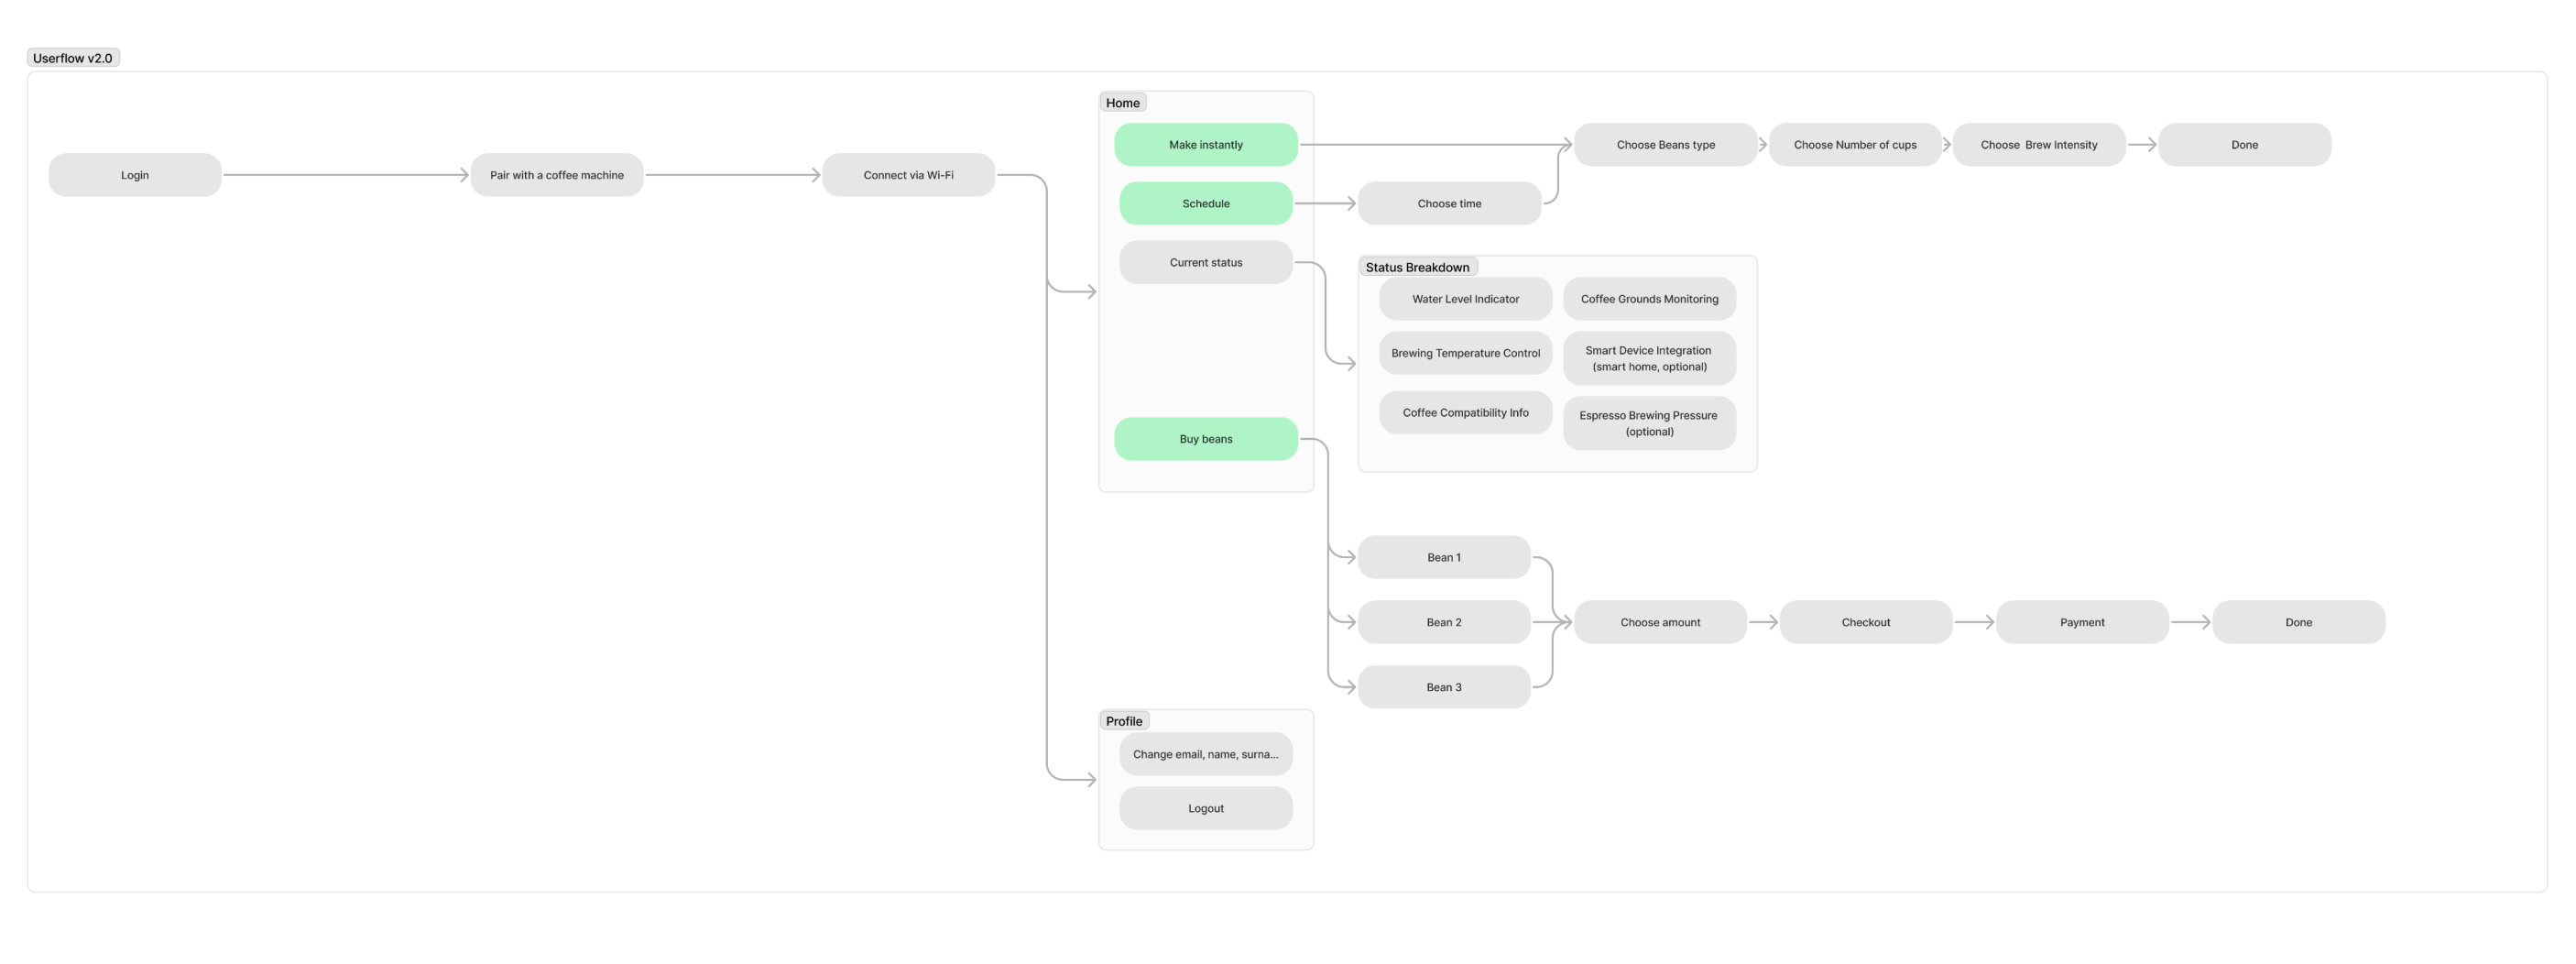 Userflow v2.0
Login
Pair with a coffee machine
Connect via Wi-Fi
Home
Make instantly
Schedule
Current status
Buy beans
Choose time
Choose Beans type
Choose Number of cups
Choose  Brew Intensity
Done
Status Breakdown
Water Level Indicator
Coffee Grounds Monitoring
Brewing Temperature Control
Smart Device Integration
(smart home, optional)
Coffee Compatibility Info
Espresso Brewing Pressure
(optional)
Bean 1
Bean 2
Bean 3
Choose amount
Checkout
Payment
Done
Profile
Change email, name, surna...
Logout